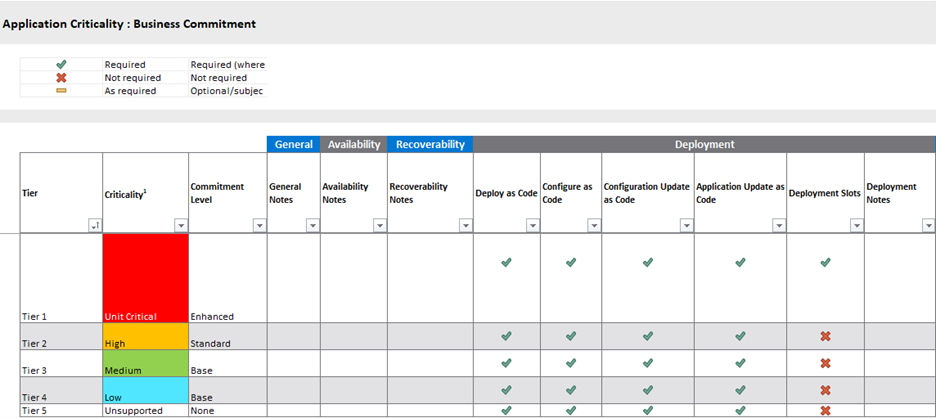 Application Criticality : Business Commitment
Required Required (where
Not required Not required
As required Optional/subjec
General Availability Recoverability Deployment
Tier Criticality1 Commitment Level General Notes Availability Notes Recoverability Notes Deploy as Code Configure as Code Configuration Update as Code Application Update as Code Deployment Slots Deployment Notes
Tier 1 Unit Critical Enhanced
Tier 2 High Standard
Tier 3 Medium Base
Tier 4 Low Base
Tier 5 Unsupported None